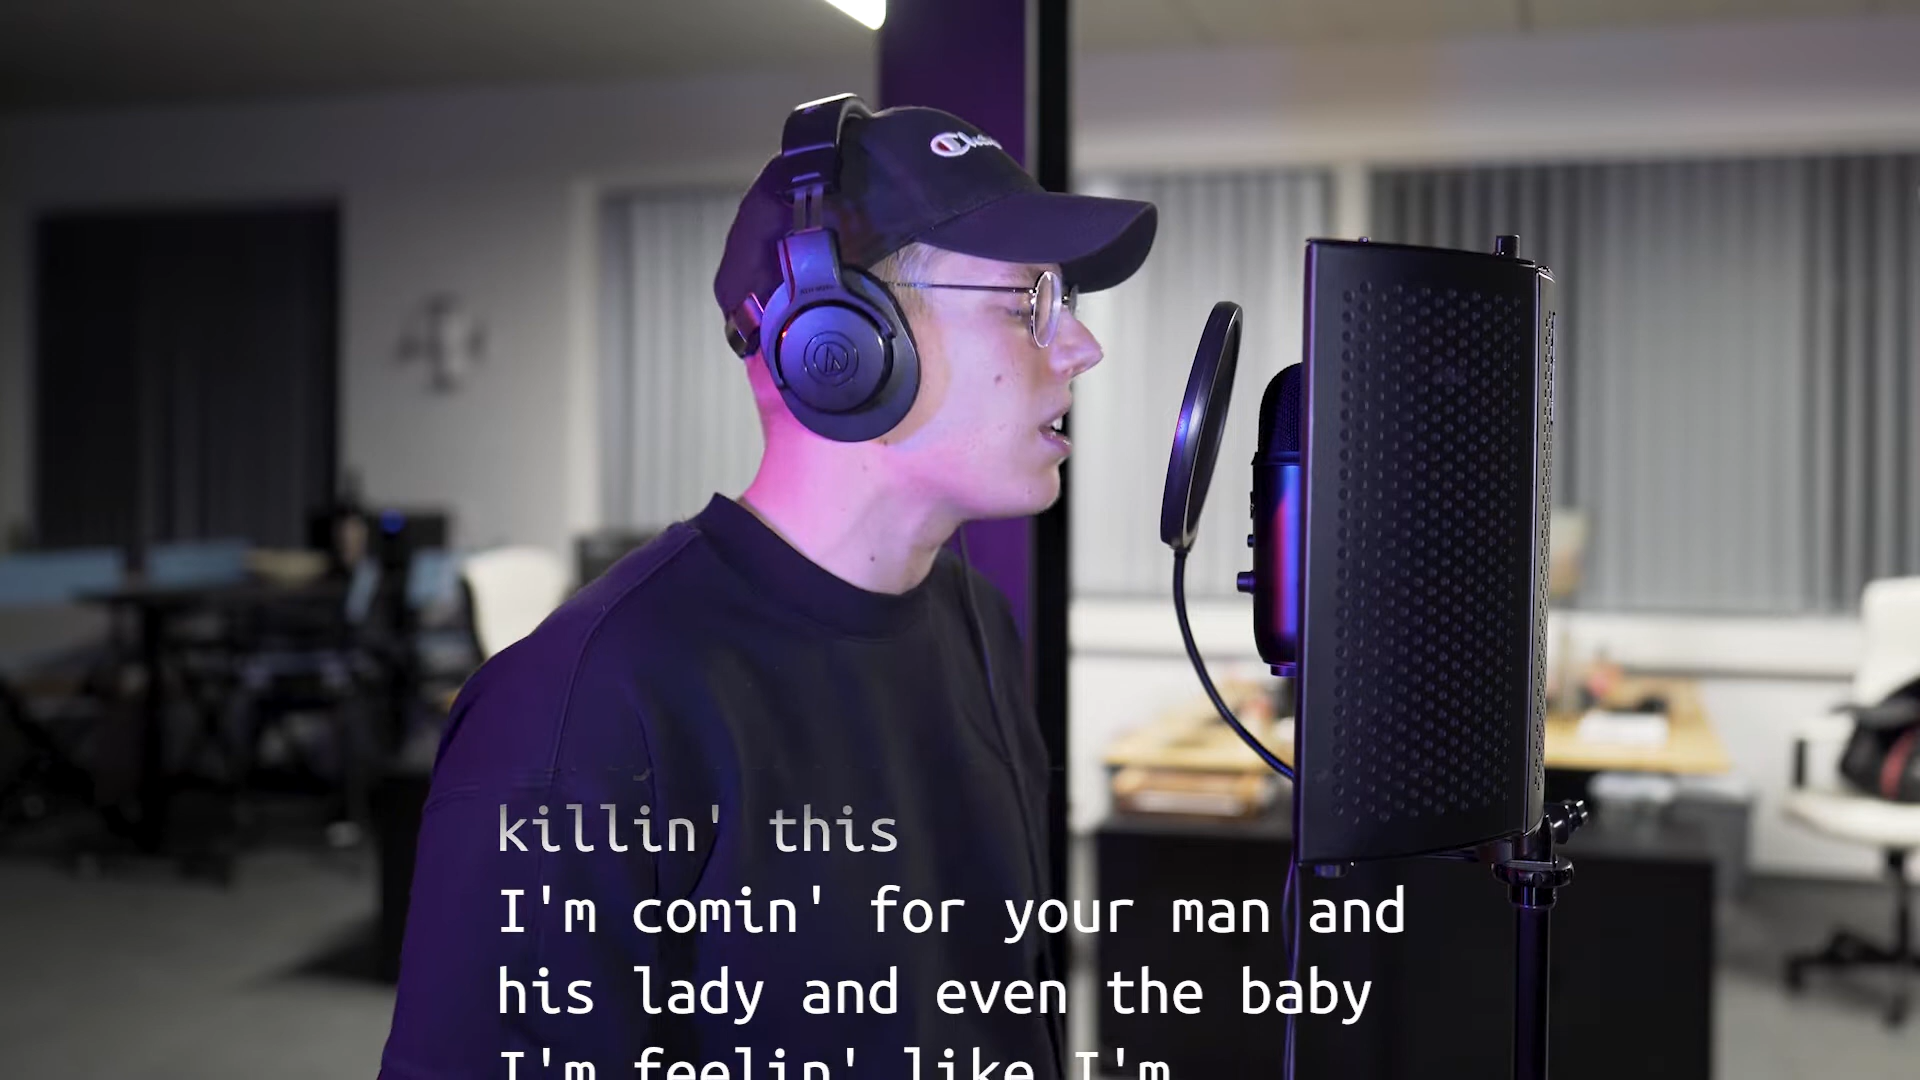 killin' this
I'm comin' for your man and
his lady and even the baby
I'm feelin' like I'm